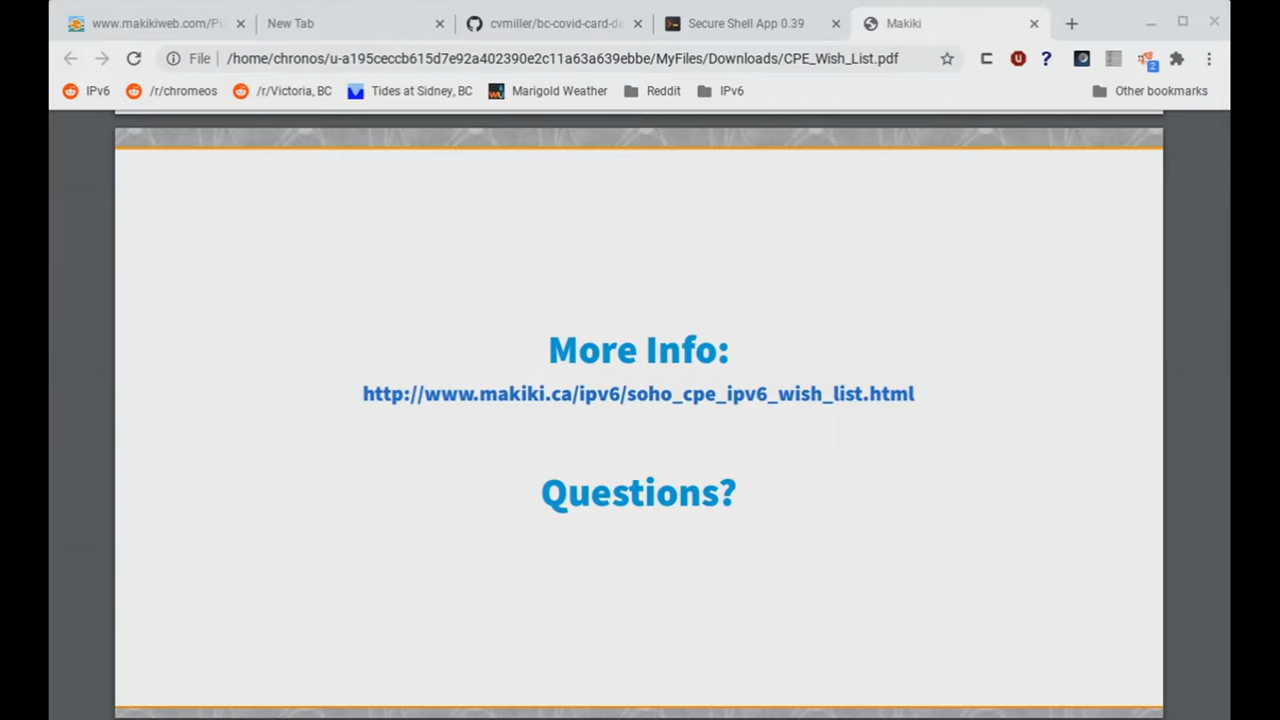 www.makikiweb.com/Pi
New Tab
cvmiller/bc-covid-card-de
Secure Shell App 0.39
Makiki
File
/home/chronos/u-a195ceccb615d7e92a402390e2c11a63a639ebbe/MyFiles/Downloads/CPE_Wish_List.pdf
2
IPv6
/r/chromeos
/r/Victoria, BC
Tides at Sidney, BC
Marigold Weather
Reddit
IPv6
Other bookmarks
More Info:
http://www.makiki.ca/ipv6/soho_cpe_ipv6_wish_list.html
Questions?